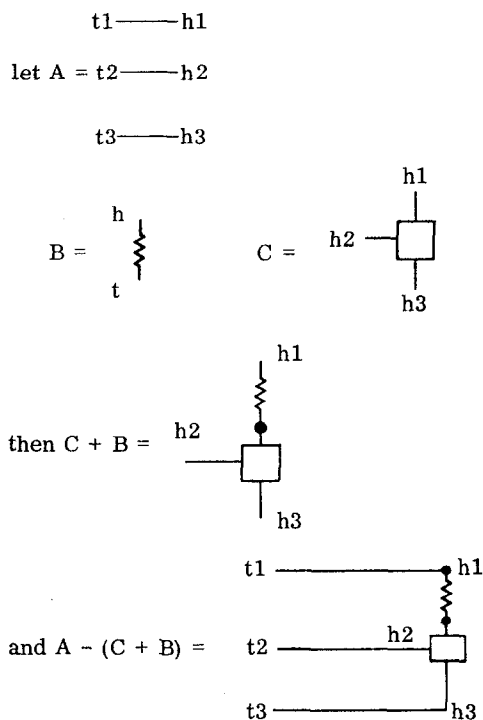 t1 h1
let A = t2 h2
t3 h3
h
B =
t
h1
C = h2
h3
h1
then C + B = h2
h3
t1 h1
and A - (C + B) = t2 h2
t3 h3